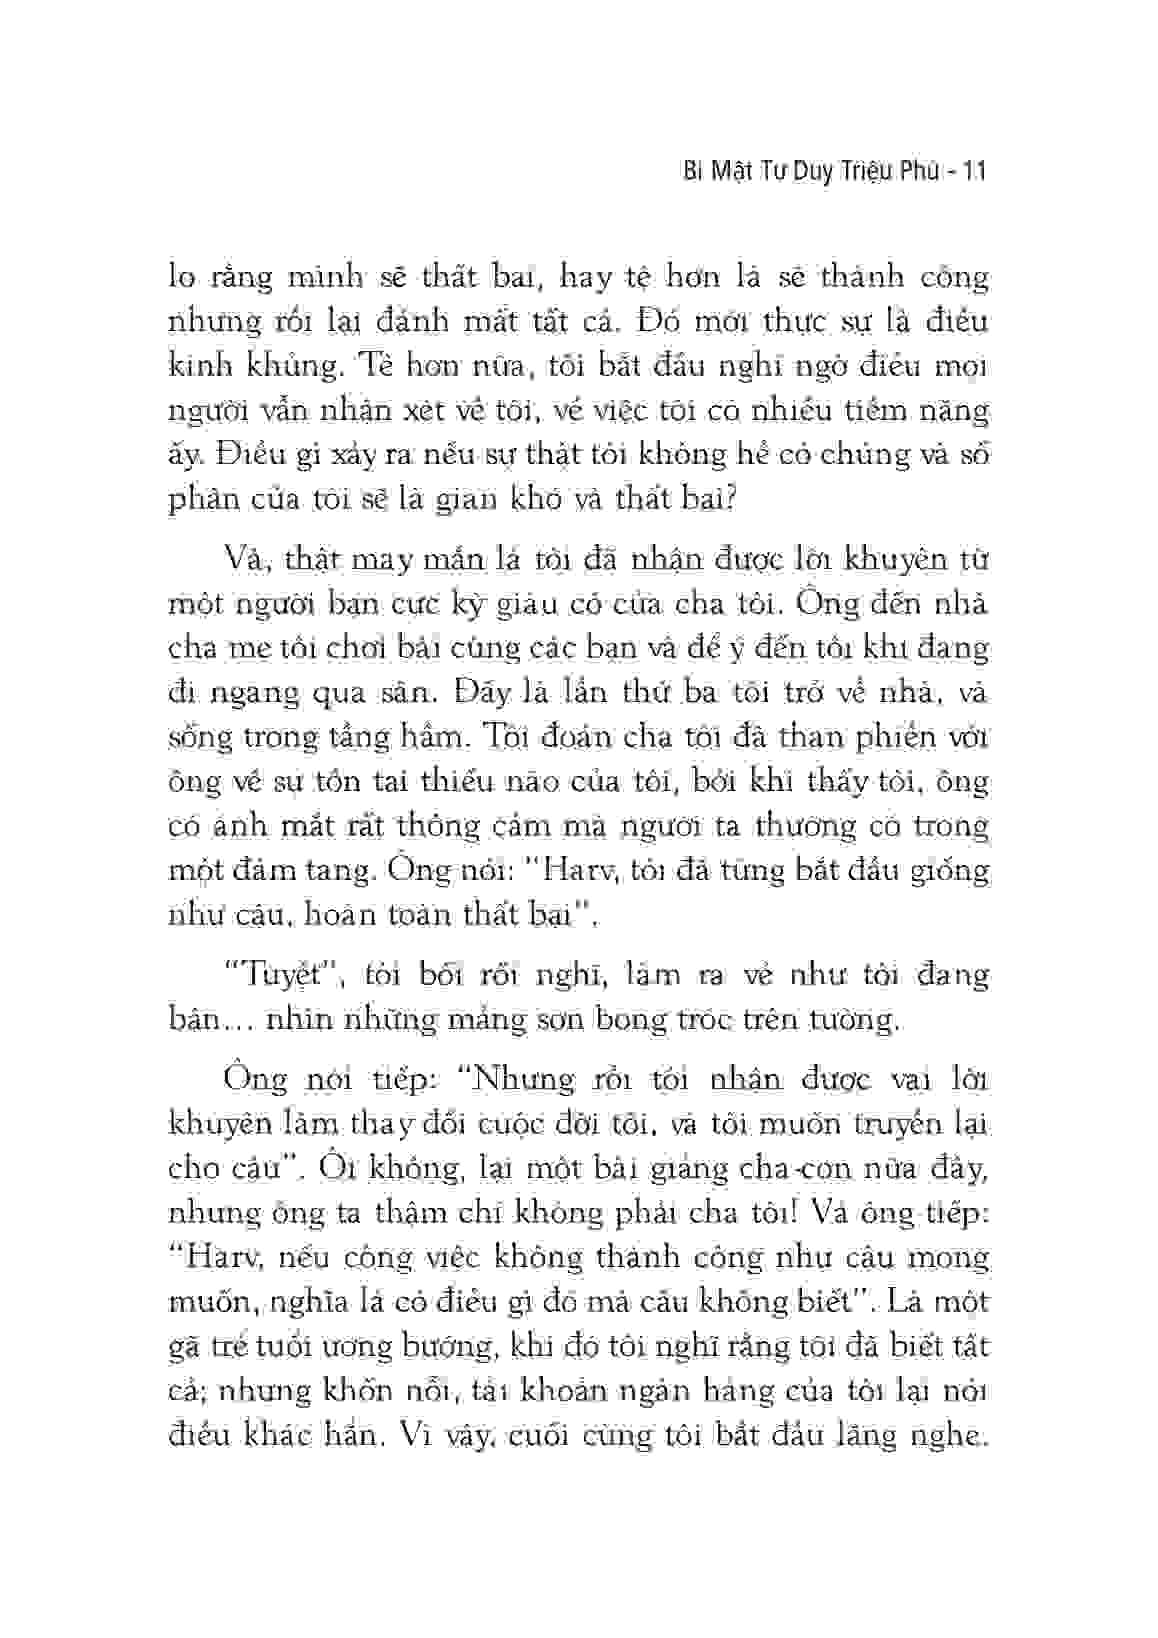 Bí Mật Tư Duy Triệu Phú - 11
lo rằng mình sẽ thất bại, hay tệ hơn là sẽ thành công
nhưng rồi lại đánh mất tất cả. Đó mới thực sự là điều
kinh khủng. Tệ hơn nữa, tôi bắt đầu nghi ngờ điều mọi
người vẫn nhận xét về tôi, về việc tôi có nhiều tiềm năng
ấy. Điều gì xảy ra nếu sự thật tôi không hề có chúng và số
phận của tôi sẽ là gian khó và thất bại?
Và, thật may mắn là tôi đã nhận được lời khuyên từ
một người bạn cực kỳ giàu có của cha tôi. Ông đến nhà
cha mẹ tôi chơi bài cùng các bạn và để ý đến tôi khi đang
đi ngang qua sân. Đấy là lần thứ ba tôi trở về nhà, và
sống trong tầng hầm. Tôi đoán cha tôi đã than phiền với
ông về sự tồn tại thiểu não của tôi, bởi khi thấy tôi, ông
có ánh mắt rất thông cảm mà người ta thường có trong
một đám tang. Ông nói: “Harv, tôi đã từng bắt đầu giống
như cậu, hoàn toàn thất bại”.
“Tuyệt”, tôi bối rối nghĩ, làm ra vẻ như tôi đang
bận... nhìn những mảng sơn bong tróc trên tường.
Ông nói tiếp: “Nhưng rồi tôi nhận được vài lời
khuyên làm thay đổi cuộc đời tôi, và tôi muốn truyền lại
cho cậu”. Ôi không, lại một bài giảng cha-con nữa đây,
nhưng ông ta thậm chí không phải cha tôi! Và ông tiếp:
“Harv, nếu công việc không thành công như cậu mong
muốn, nghĩa là có điều gì đó mà cậu không biết”. Là một
gã trẻ tuổi ương bướng, khi đó tôi nghĩ rằng tôi đã biết tất
cả; nhưng khốn nỗi, tài khoản ngân hàng của tôi lại nói
điều khác hẳn. Vì vậy, cuối cùng tôi bắt đầu lắng nghe.